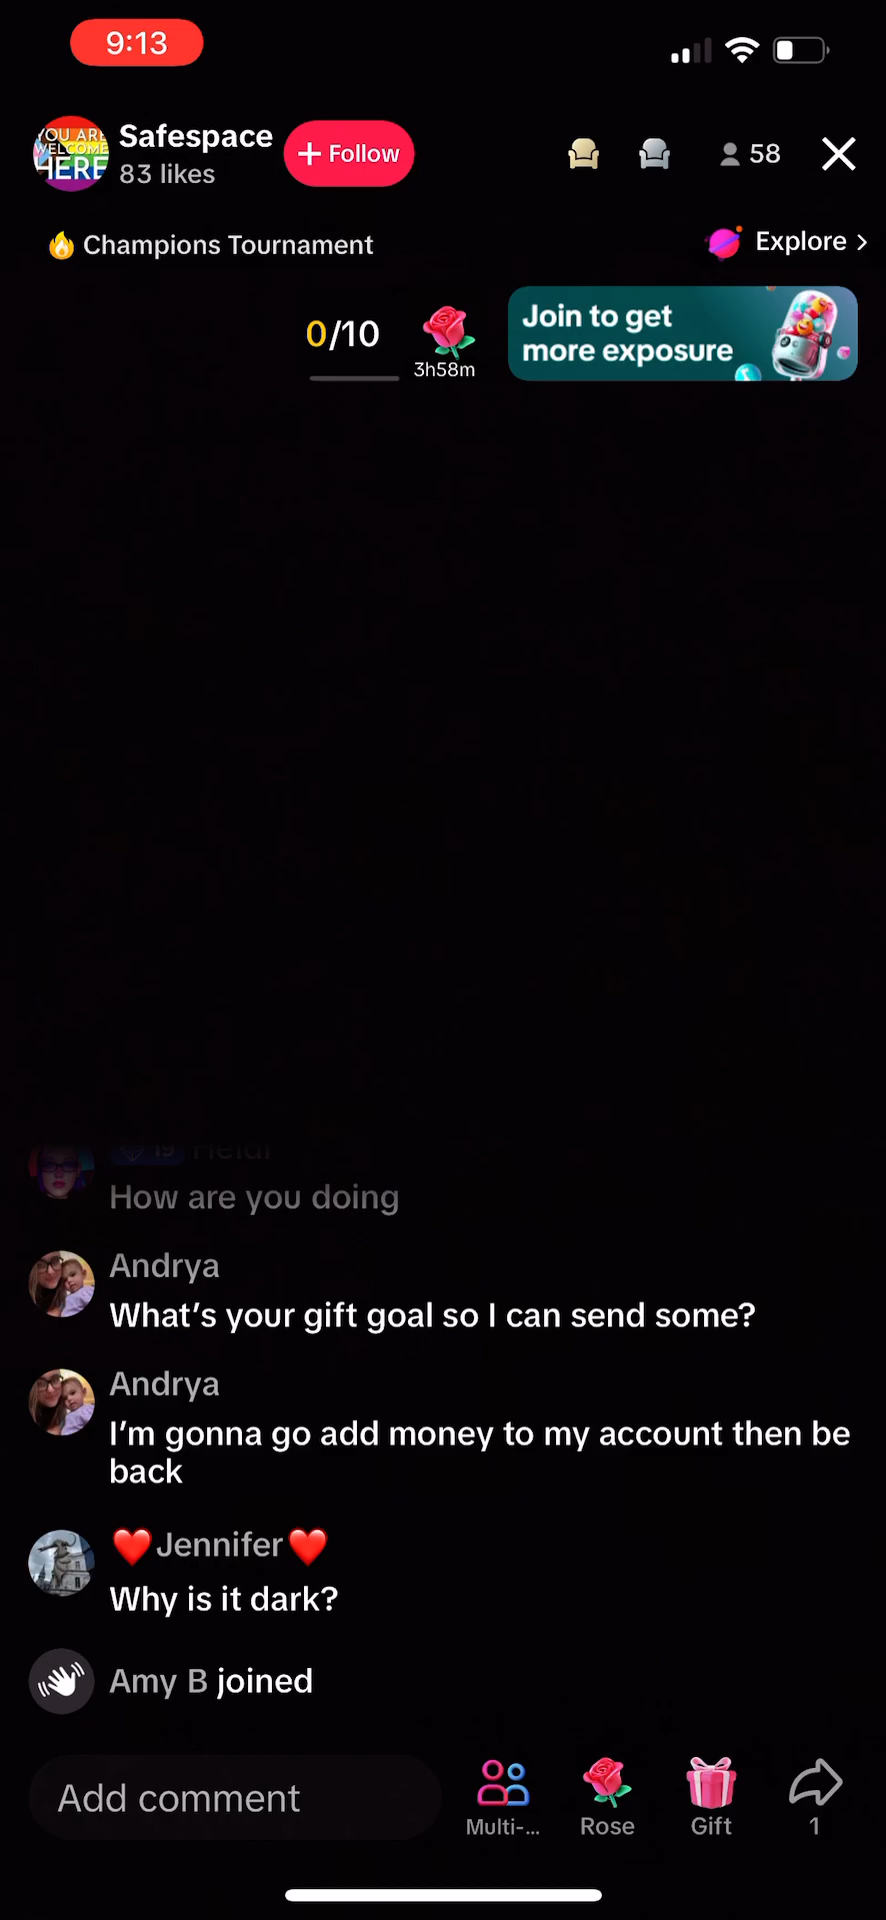 9:13
YOU ARE
WELCOME
HERE
Safespace
83 likes
+ Follow
58
Champions Tournament
Explore >
0/10
3h58m
Join to get
more exposure
19 Heidi
How are you doing
Andrya
What's your gift goal so I can send some?
Andrya
I'm gonna go add money to my account then be
back
❤️Jennifer❤️
Why is it dark?
Amy B joined
Add comment
Multi-...
Rose
Gift
1